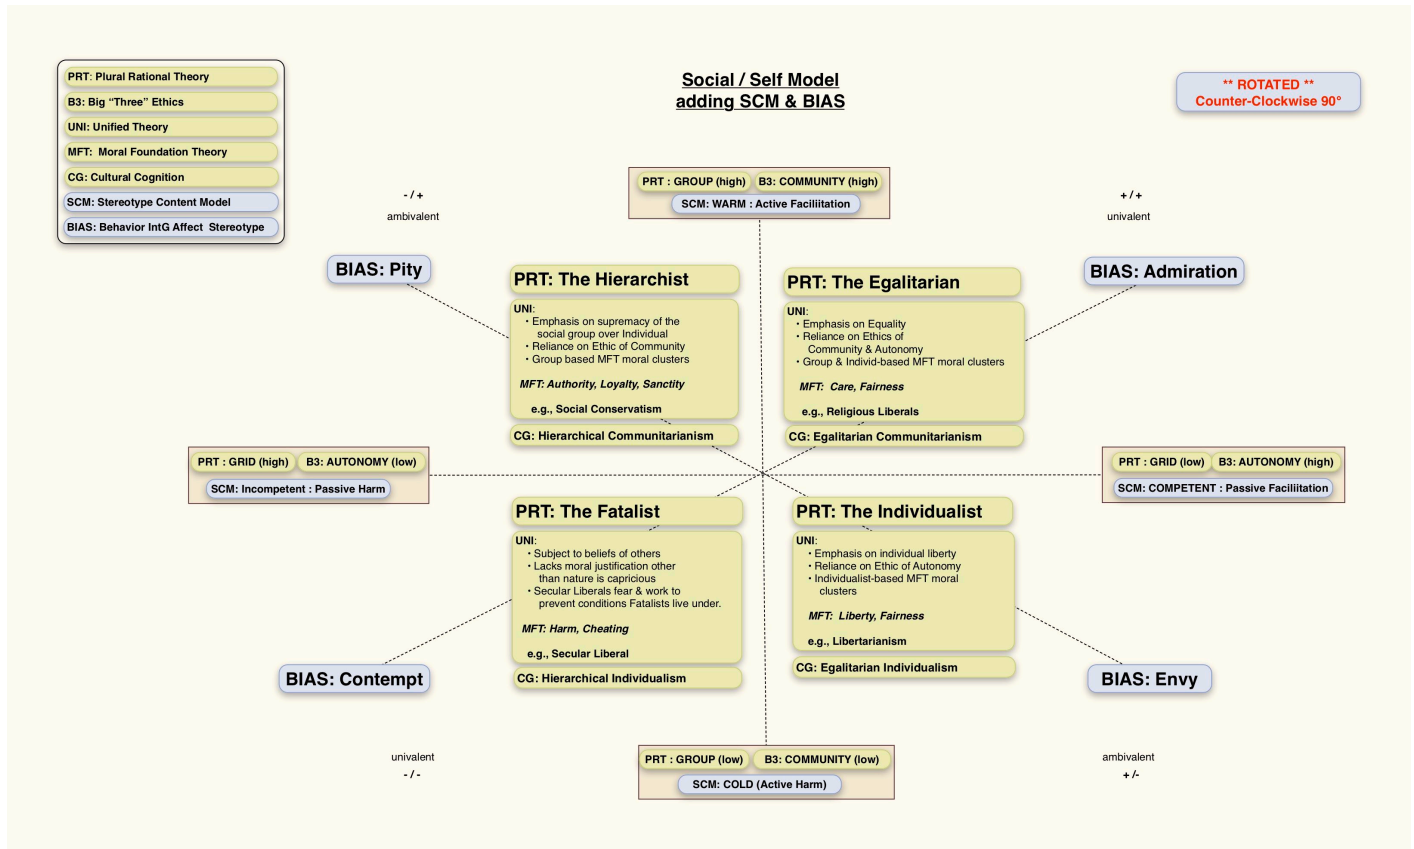 Social / Self Model
adding SCM & BIAS
** ROTATED **
Counter-Clockwise 90°
PRT: Plural Rational Theory
B3: Big “Three” Ethics
UNI: Unified Theory
MFT:  Moral Foundation Theory
CG: Cultural Cognition
SCM: Stereotype Content Model
BIAS: Behavior IntG Affect  Stereotype
- / +
ambivalent
PRT : GROUP (high)
B3: COMMUNITY (high)
SCM: WARM : Active Faciliitation
+ / +
univalent
BIAS: Pity
BIAS: Admiration
PRT: The Hierarchist
UNI:
• Emphasis on supremacy of the
social group over Individual
• Reliance on Ethic of Community
• Group based MFT moral clusters
MFT: Authority, Loyalty, Sanctity
e.g., Social Conservatism
CG: Hierarchical Communitarianism
PRT: The Egalitarian
UNI:
• Emphasis on Equality
• Reliance on Ethics of
Community & Autonomy
• Group & Individ-based MFT moral clusters
MFT:  Care, Fairness
e.g., Religious Liberals
CG: Egalitarian Communitarianism
PRT : GRID (high)
B3: AUTONOMY (low)
SCM: Incompetent : Passive Harm
PRT : GRID (low)
B3: AUTONOMY (high)
SCM: COMPETENT : Passive Faciliitation
PRT: The Fatalist
UNI:
• Subject to beliefs of others
• Lacks moral justification other
than nature is capricious
• Secular Liberals fear & work to
prevent conditions Fatalists live under.
MFT: Harm, Cheating
e.g., Secular Liberal
CG: Hierarchical Individualism
PRT: The Individualist
UNI:
• Emphasis on individual liberty
• Reliance on Ethic of Autonomy
• Individualist-based MFT moral
clusters
MFT:  Liberty, Fairness
e.g., Libertarianism
CG: Egalitarian Individualism
BIAS: Contempt
BIAS: Envy
univalent
- / -
PRT : GROUP (low)
B3: COMMUNITY (low)
SCM: COLD (Active Harm)
ambivalent
+ /-